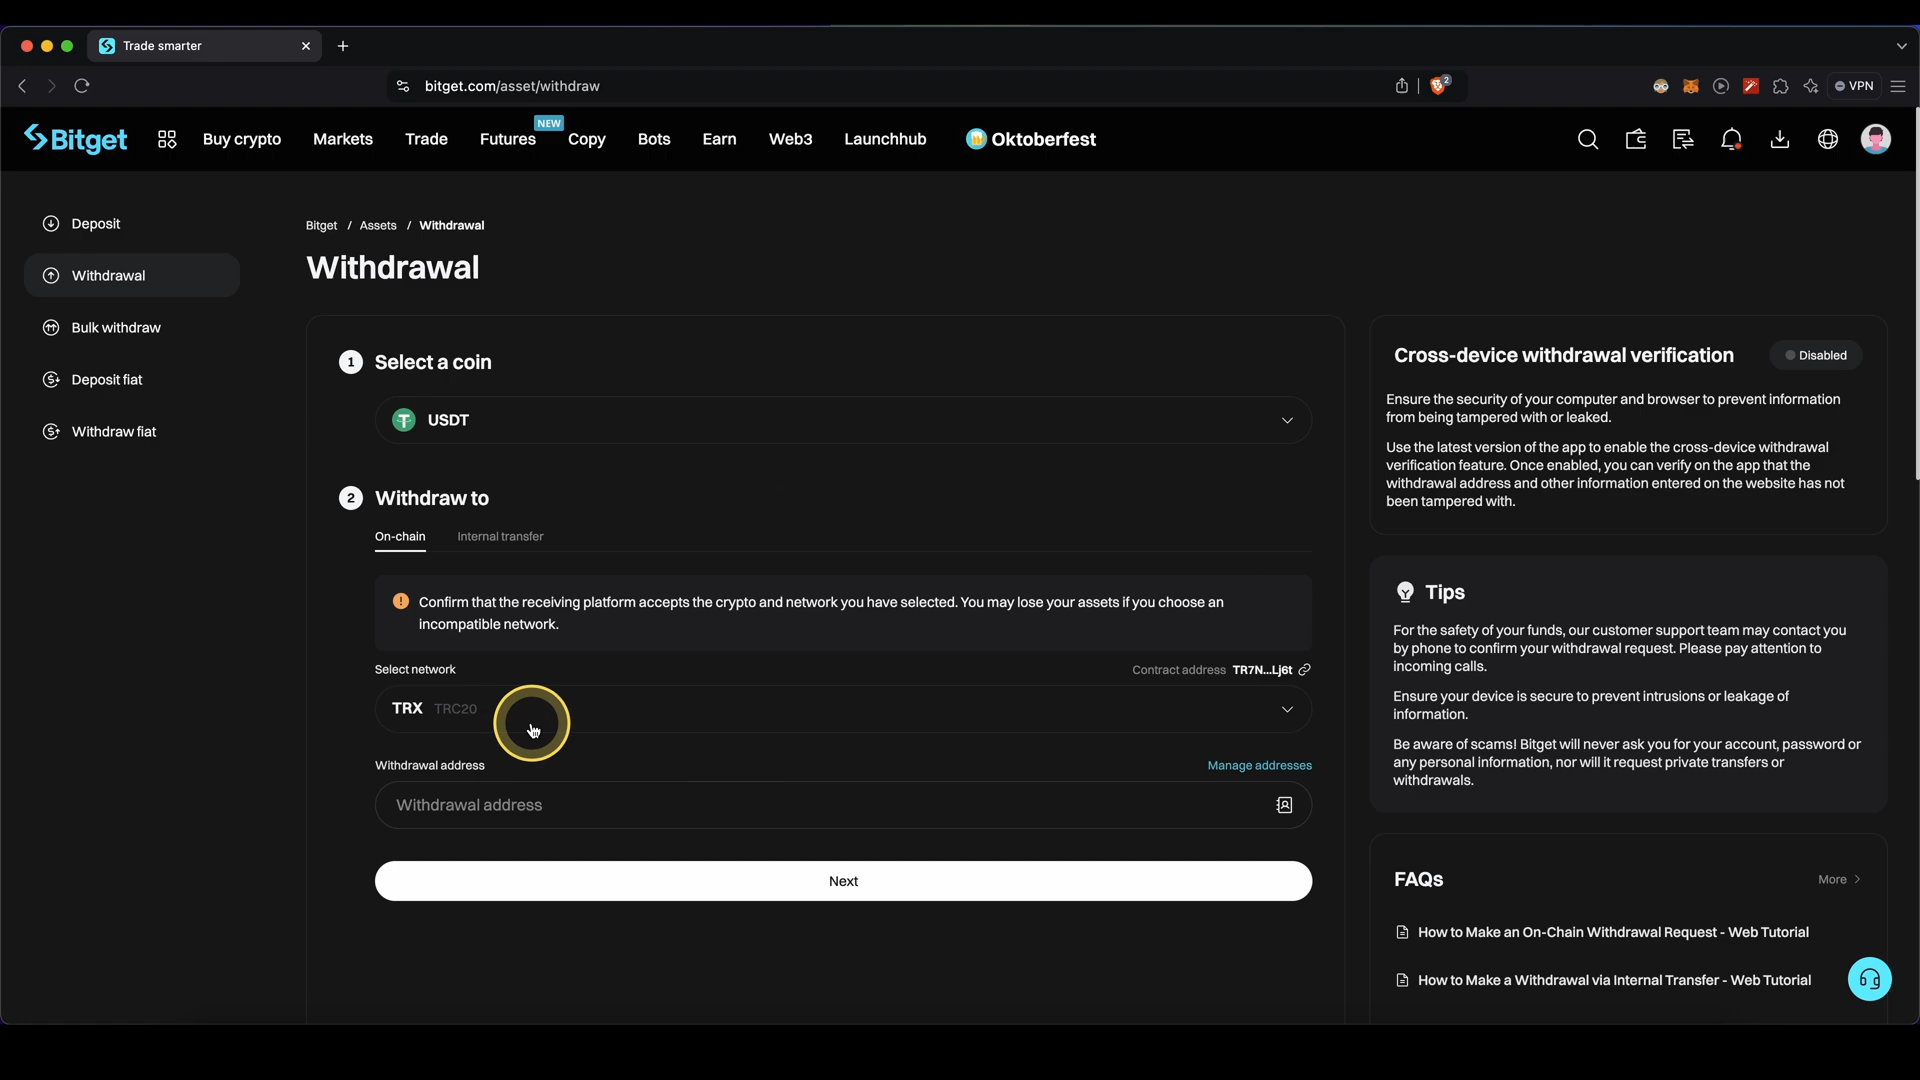 Trade smarter
bitget.com/asset/withdraw
2
VPN
Bitget
Buy crypto
Markets
Trade
Futures
NEW
Copy
Bots
Earn
Web3
Launchhub
Oktoberfest
Deposit
Withdrawal
Bulk withdraw
Deposit fiat
Withdraw fiat
Bitget / Assets / Withdrawal
Withdrawal
1 Select a coin
USDT
2 Withdraw to
On-chain
Internal transfer
Confirm that the receiving platform accepts the crypto and network you have selected. You may lose your assets if you choose an
incompatible network.
Select network
Contract address TR7N...Lj6t
TRX TRC20
Withdrawal address
Manage addresses
Withdrawal address
Next
Cross-device withdrawal verification
Disabled
Ensure the security of your computer and browser to prevent information
from being tampered with or leaked.
Use the latest version of the app to enable the cross-device withdrawal
verification feature. Once enabled, you can verify on the app that the
withdrawal address and other information entered on the website has not
been tampered with.
Tips
For the safety of your funds, our customer support team may contact you
by phone to confirm your withdrawal request. Please pay attention to
incoming calls.
Ensure your device is secure to prevent intrusions or leakage of
information.
Be aware of scams! Bitget will never ask you for your account, password or
any personal information, nor will it request private transfers or
withdrawals.
FAQs
More
How to Make an On-Chain Withdrawal Request - Web Tutorial
How to Make a Withdrawal via Internal Transfer - Web Tutorial